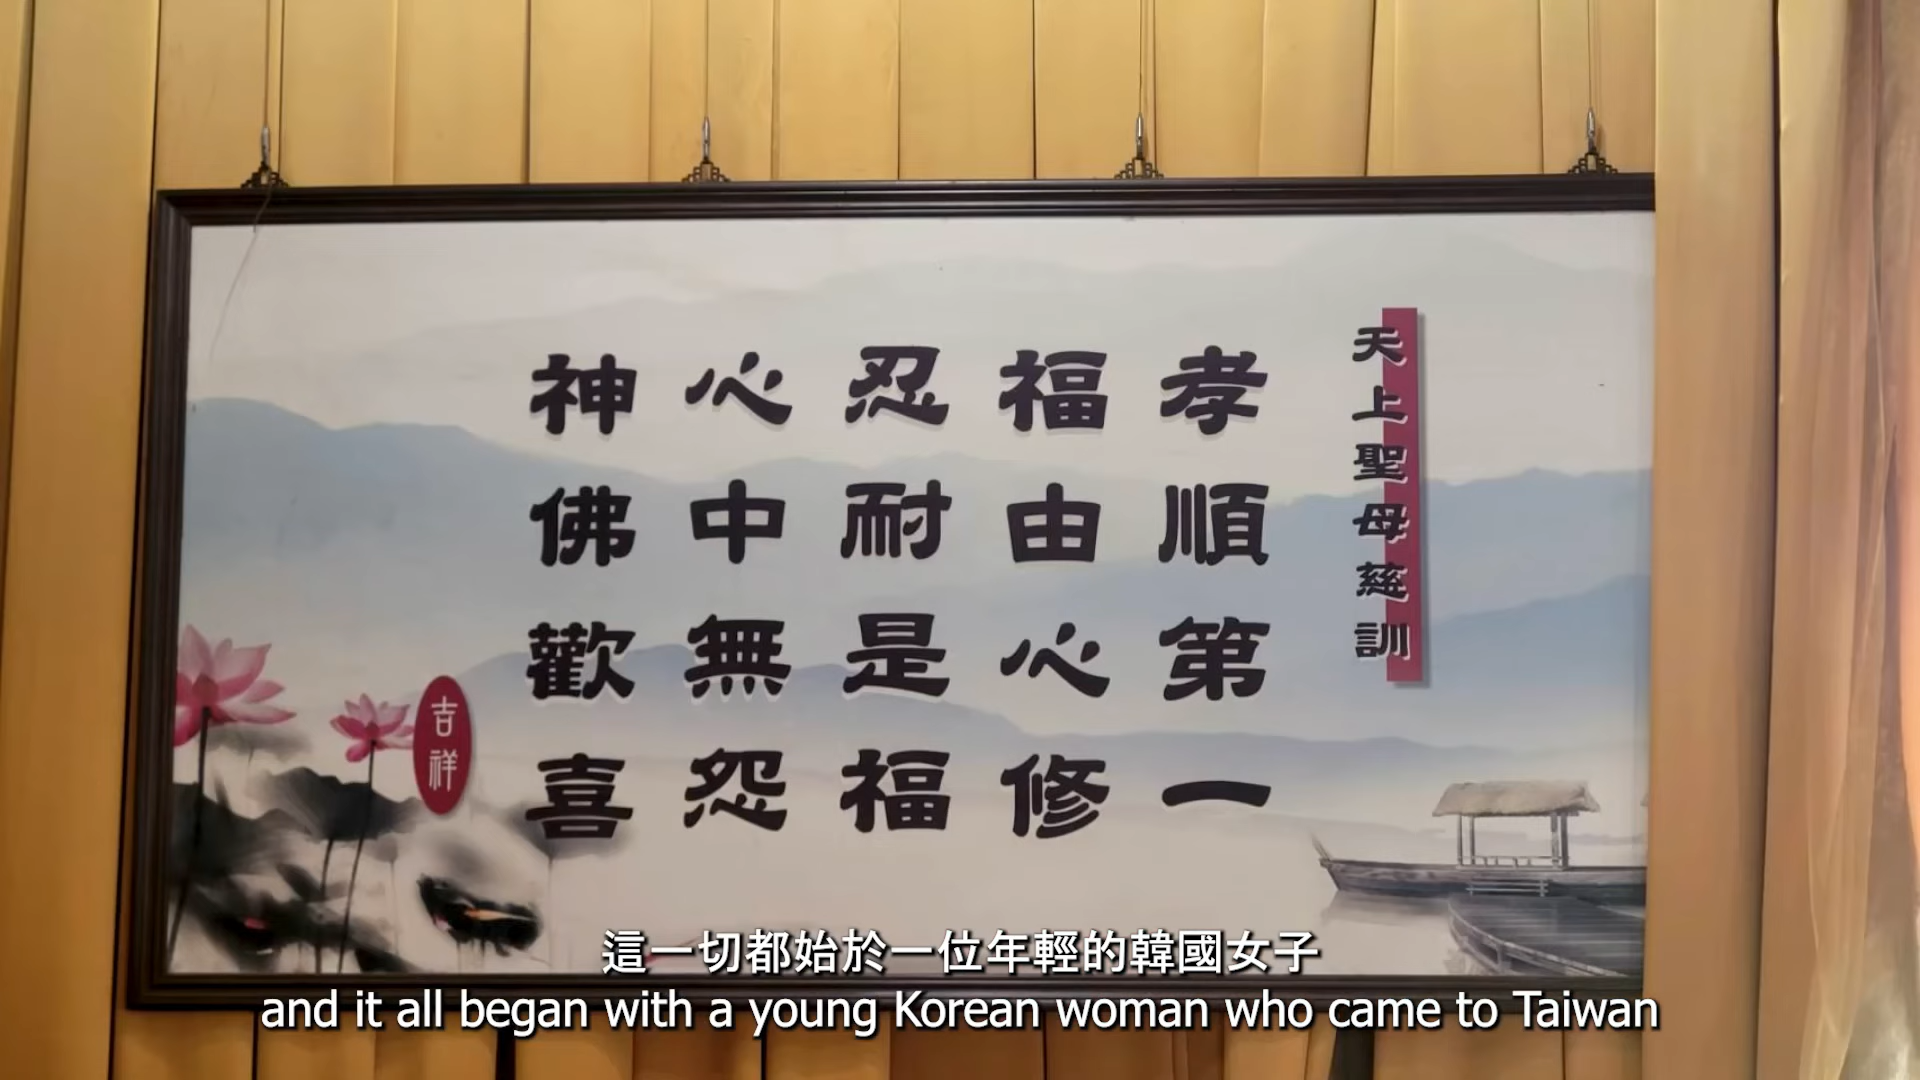 天上聖母慈訓
孝順第一
福由心修
忍耐是福
心中無怨
神佛歡喜
吉祥
這一切都始於一位年輕的韓國女子
and it all began with a young Korean woman who came to Taiwan